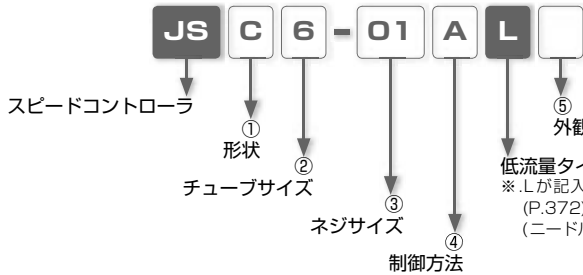 JS C 6 - 01 A L
スピードコントローラ
① 形状
② チューブサイズ
③ ネジサイズ
④ 制御方法
⑤
外観
低流量タイ
※.Lが記入
(P.372)
(ニードル